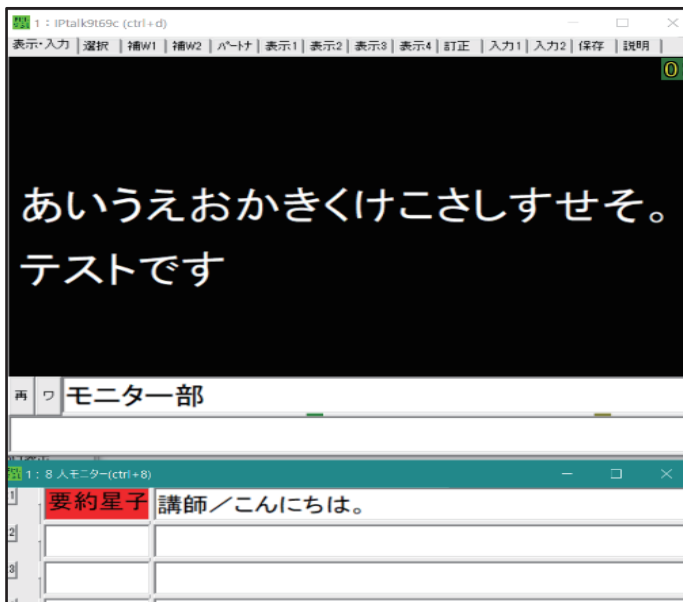 1 : IPtalk9t69c (ctrl+d)
表示・入力 | 選択 | 補W1 | 補W2 | パートナ | 表示1 | 表示2 | 表示3 | 表示4 | 訂正 | 入力1 | 入力2 | 保存 | 説明 |
0
あいうえおかきくけこさしすせそ。
テストです
再 ワ モニター部
1 : 8人モニター(ctrl+8)
1 要約星子 講師／こんにちは。
2
3